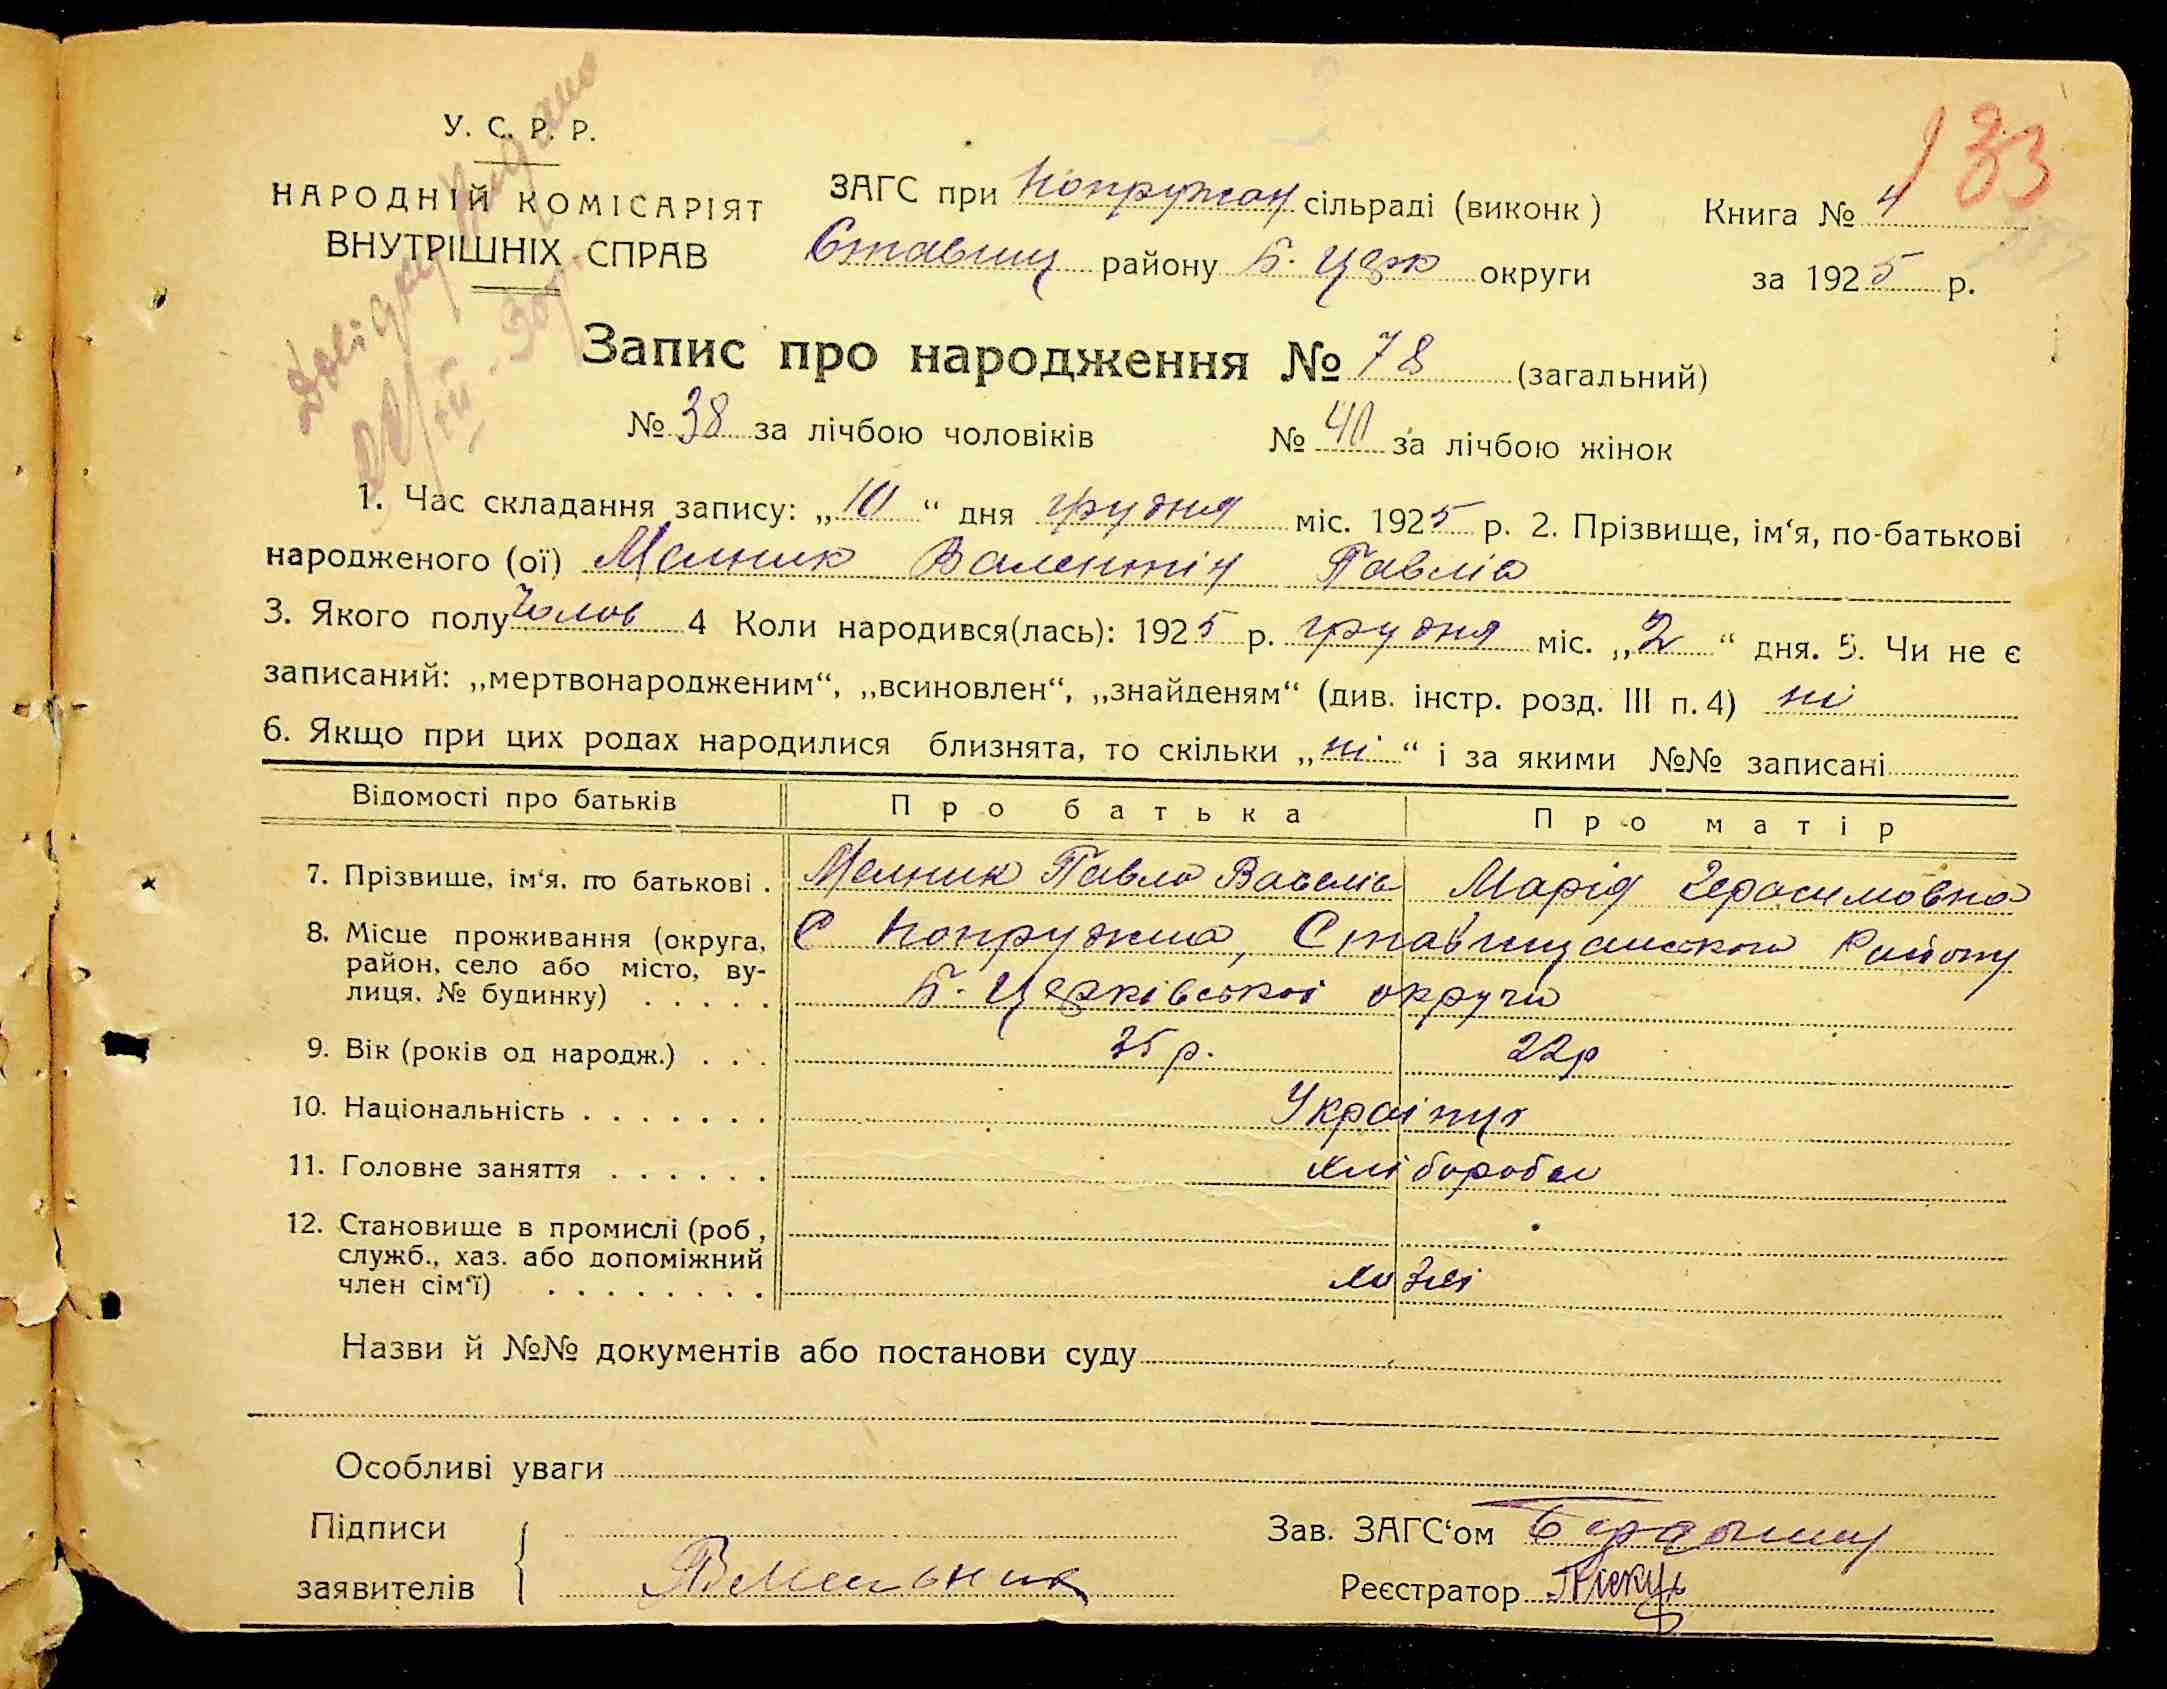 183
У. С. Р. Р.
НАРОДНІЙ КОМІСАРІЯТ
ВНУТРІШНІХ СПРАВ
ЗАГС при Попружан сільраді (виконк)
Ставищ району Б. Церк округи
Книга № 4
за 1925 р.
Довідку видано
Запис про народження № 78 (загальний)
№ 38 за лічбою чоловіків № 40 за лічбою жінок
1. Час складання запису: „10“ дня грудня міс. 1925 р. 2. Прізвище, ім‘я, по-батькові
народженого (ої) Мелник Валентін Павлів
3. Якого полу Чолов 4 Коли народився(лась): 1925 р. грудня міс. „2“ дня. 5. Чи не є
записаний: „мертвонародженим“, „всиновлен“, „знайденям“ (див. інстр. розд. III п. 4) ні
6. Якщо при цих родах народилися близнята, то скільки „ні“ і за якими №№ записані
Відомості про батьків Про батька Про матір
7. Прізвище, ім‘я, по батькові . Мелник Павло Василів Марія Герасимовна
8. Місце проживання (округа, С Попружна, Ставищанского Району
район, село або місто, ву-
лиця, № будинку) . . . . . Б. Церківської округи
9. Вік (років од народж.) . . . 25 р. 22 р
10. Національність . . . . . . . Украінці
11. Головне заняття . . . . . . хлібороби
12. Становище в промислі (роб,
служб., хаз. або допоміжний
член сім‘ї) . . . . . . . .
Назви й №№ документів або постанови суду
Особливі уваги
Підписи
заявителів
Зав. ЗАГС‘ом
Реєстратор